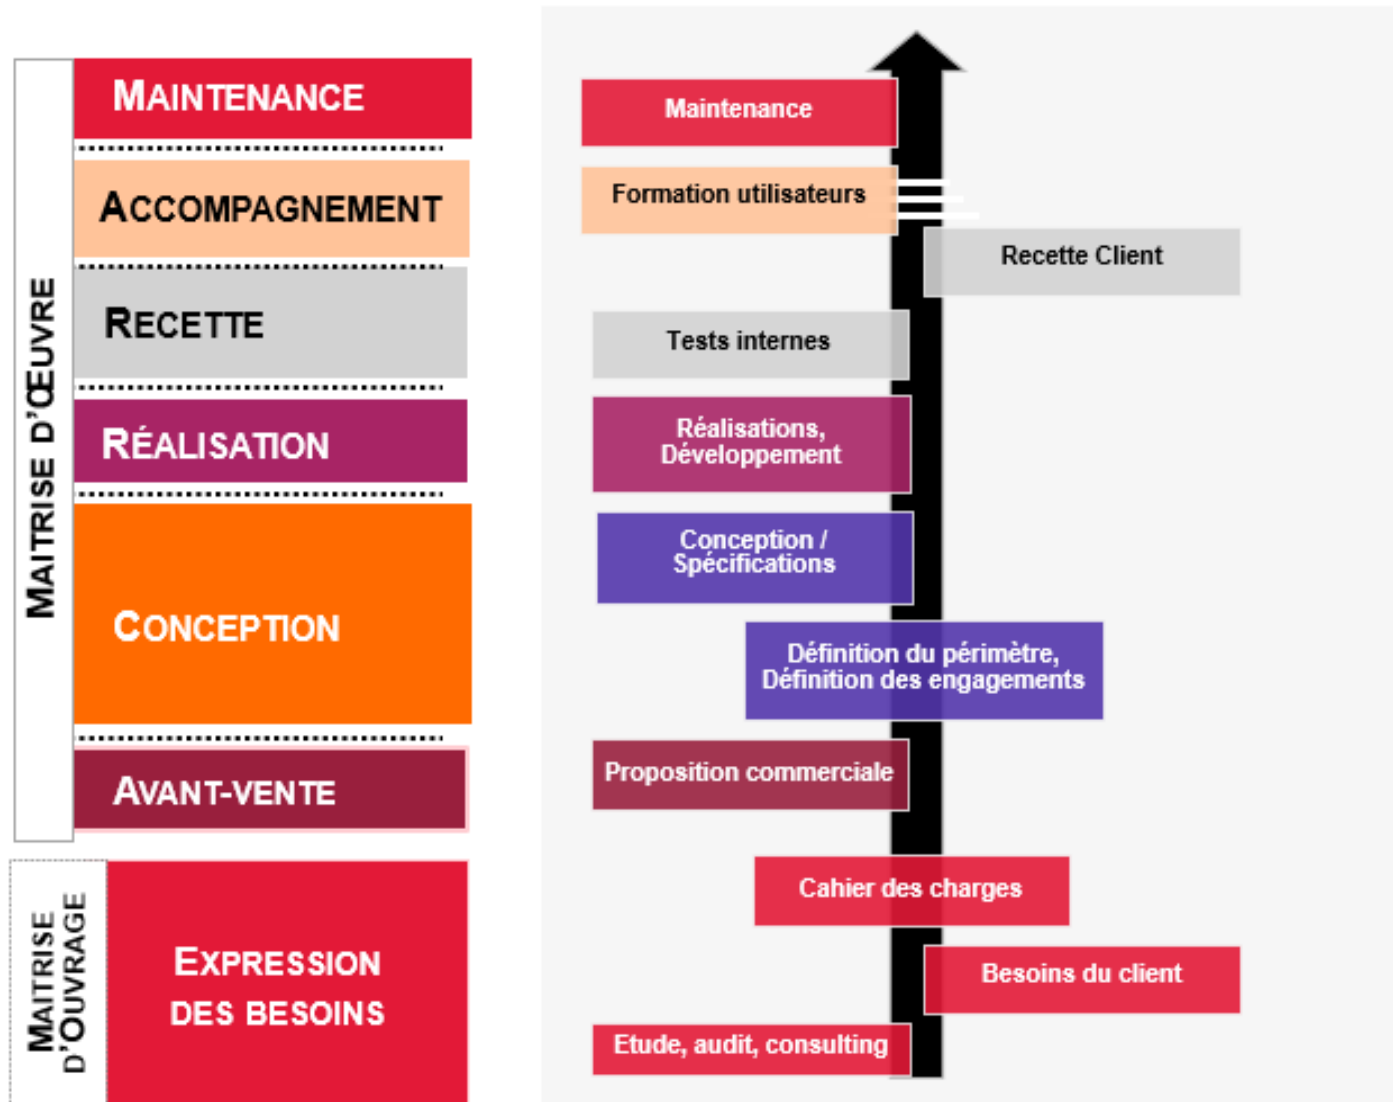 MAITRISE D'ŒUVRE
MAINTENANCE
ACCOMPAGNEMENT
RECETTE
RÉALISATION
CONCEPTION
AVANT-VENTE
MAITRISE
D'OUVRAGE
EXPRESSION
DES BESOINS
Maintenance
Formation utilisateurs
Recette Client
Tests internes
Réalisations,
Développement
Conception /
Spécifications
Définition du périmètre,
Définition des engagements
Proposition commerciale
Cahier des charges
Besoins du client
Etude, audit, consulting